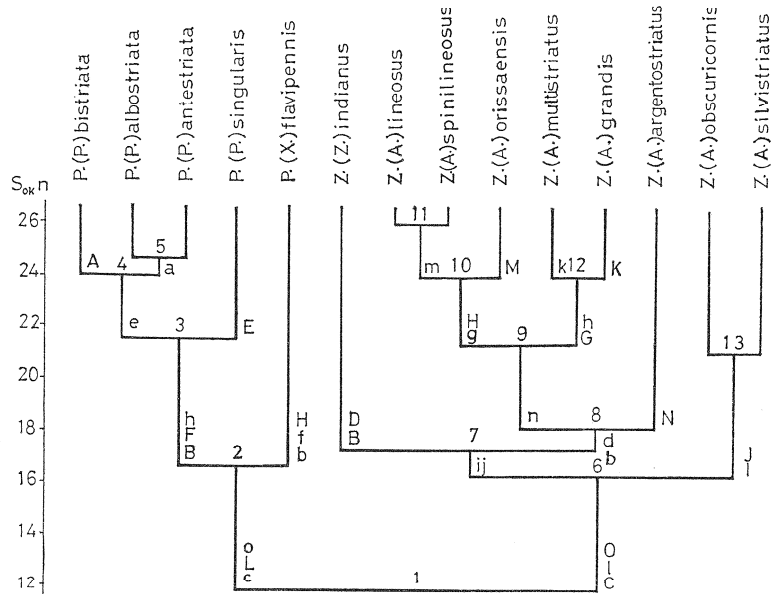 P.(P.)bistriata
P.(P.)albostriata
P.(P.)antestriata
P.(P.)singularis
P.(X.)flavipennis
Z.(Z.)indianus
Z.(A.)lineosus
Z(A.)spinilineosus
Z.(A.)orissaensis
Z.(A.)multistriatus
Z.(A.)grandis
Z.(A.)argentostriatus
Z.(A.)obscuricornis
Z.(A)silvistriatus
Sok n
26
11
5
A 4 a
m 10 M
k 12 K
24
e 3 E
H h
22
g 9 G
13
h H D
n 8 N
18
F f
B 2 b
B 7 d
b
J
ij 6 I
16
14
o O
L l
c 1 C
12